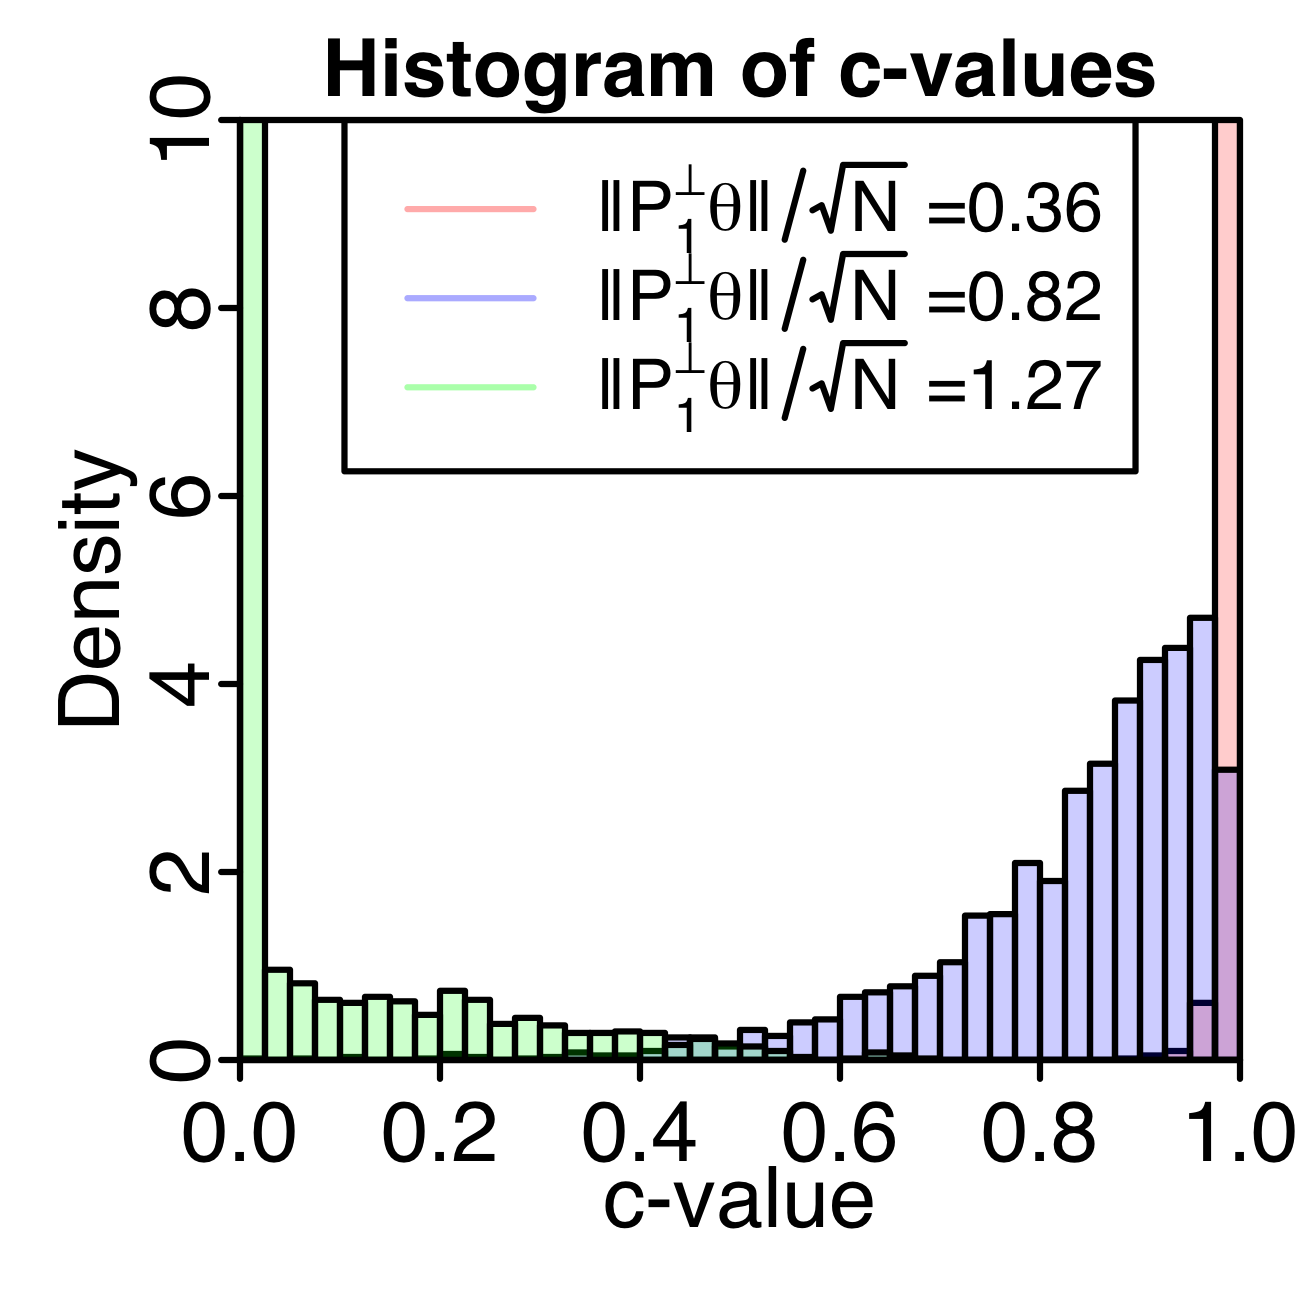 Histogram of c-values
‖P₁^⊥θ‖/√N =0.36
‖P₁^⊥θ‖/√N =0.82
‖P₁^⊥θ‖/√N =1.27
Density
10
8
6
4
2
0
0.0 0.2 0.4 0.6 0.8 1.0
c-value